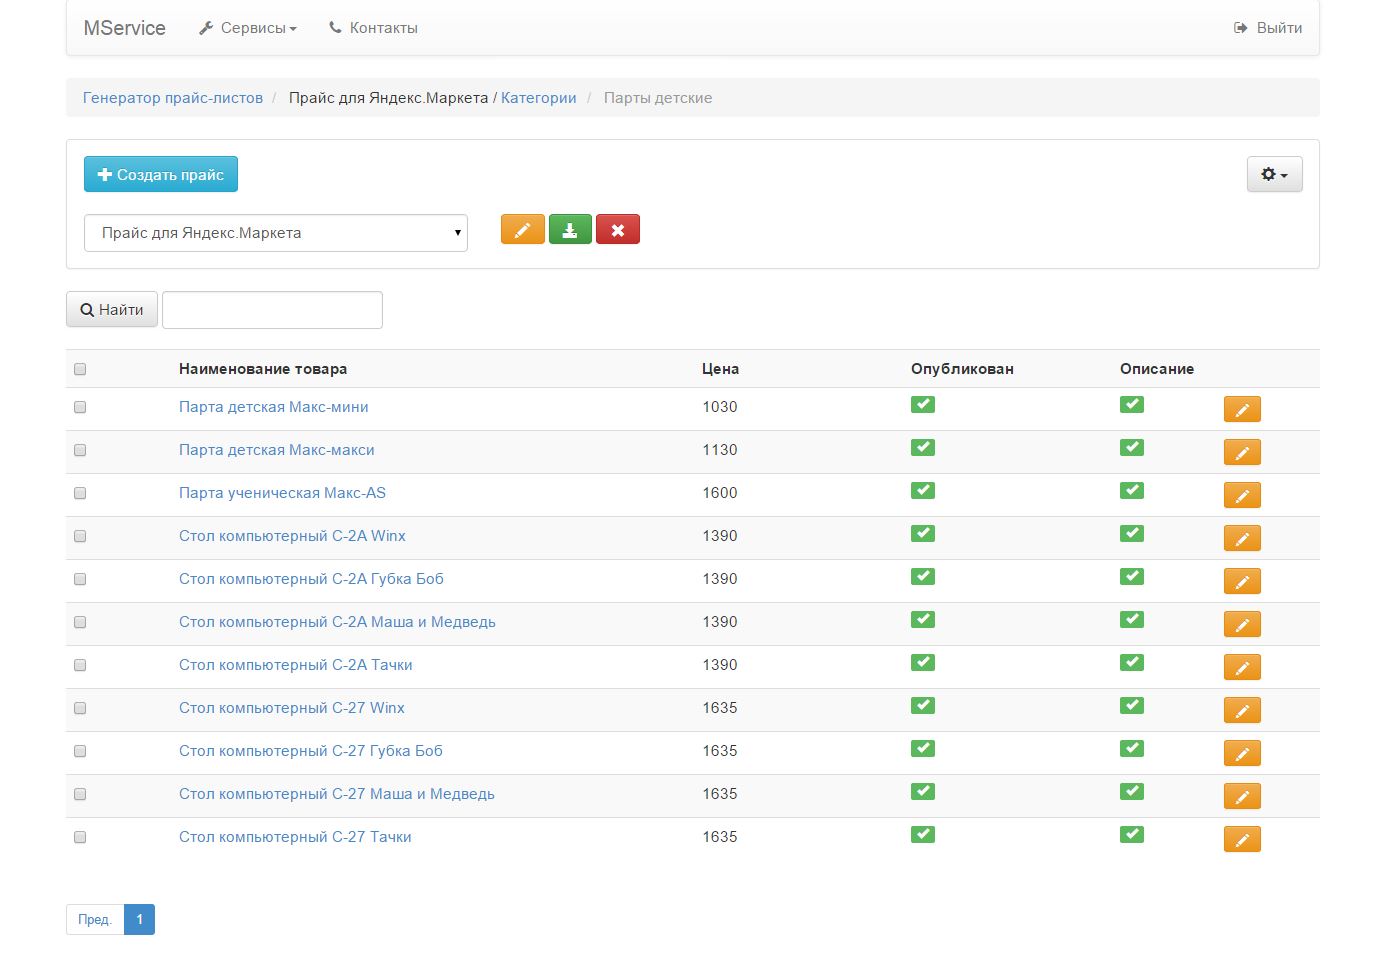 MService Сервисы Контакты Выйти
Генератор прайс-листов / Прайс для Яндекс.Маркета / Категории / Парты детские
Создать прайс
Прайс для Яндекс.Маркета
Найти
Наименование товара Цена Опубликован Описание
Парта детская Макс-мини 1030
Парта детская Макс-макси 1130
Парта ученическая Макс-AS 1600
Стол компьютерный С-2А Winx 1390
Стол компьютерный С-2А Губка Боб 1390
Стол компьютерный С-2А Маша и Медведь 1390
Стол компьютерный С-2А Тачки 1390
Стол компьютерный С-27 Winx 1635
Стол компьютерный С-27 Губка Боб 1635
Стол компьютерный С-27 Маша и Медведь 1635
Стол компьютерный С-27 Тачки 1635
Пред. 1